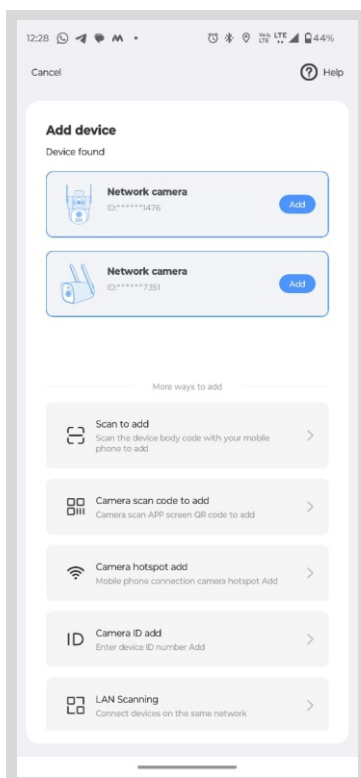 12:28
VoLTE LTE 44%
Cancel
Help
Add device
Device found
Network camera
ID:******1476
Add
Network camera
ID:******7351
Add
More ways to add
Scan to add
Scan the device body code with your mobile
phone to add
Camera scan code to add
Camera scan APP screen QR code to add
Camera hotspot add
Mobile phone connection camera hotspot Add
ID
Camera ID add
Enter device ID number Add
LAN Scanning
Connect devices on the same network